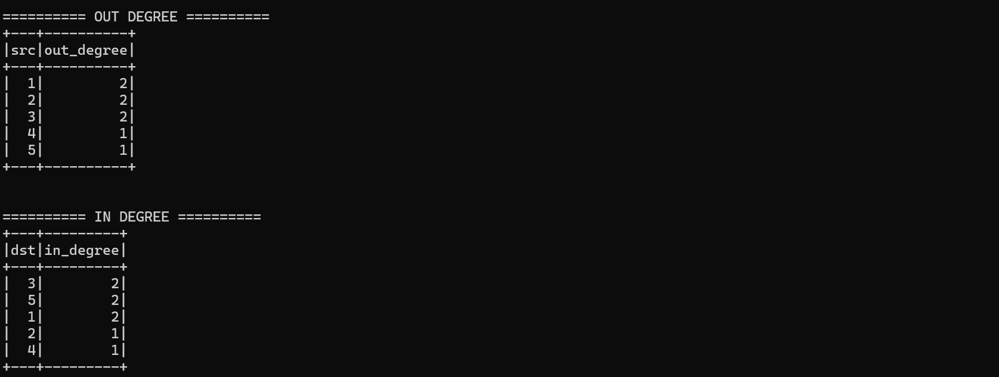 ========== OUT DEGREE ==========
+---+----------+
|src|out_degree|
+---+----------+
|  1|         2|
|  2|         2|
|  3|         2|
|  4|         1|
|  5|         1|
+---+----------+
========== IN DEGREE ==========
+---+---------+
|dst|in_degree|
+---+---------+
|  3|        2|
|  5|        2|
|  1|        2|
|  2|        1|
|  4|        1|
+---+---------+